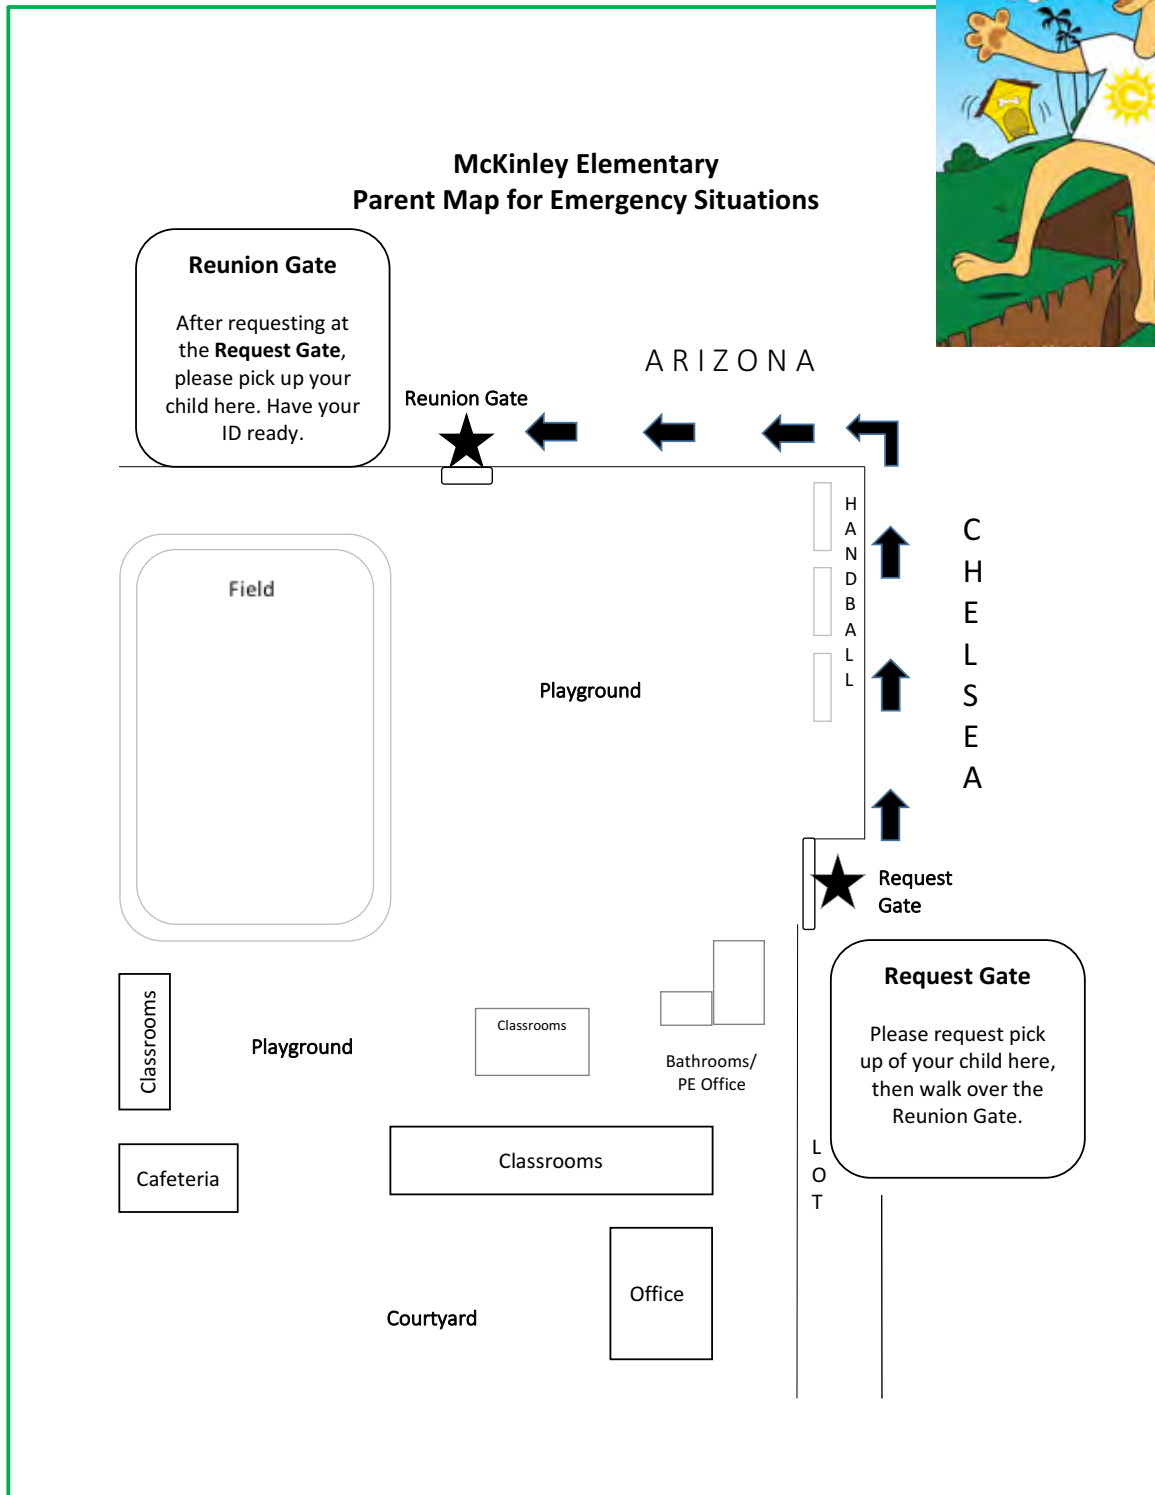 McKinley Elementary
Parent Map for Emergency Situations
Reunion Gate
After requesting at
the Request Gate,
please pick up your
child here. Have your
ID ready.
ARIZONA
Reunion Gate
HANDBALL
CHELSEA
Field
Playground
Request
Gate
Request Gate
Please request pick
up of your child here,
then walk over the
Reunion Gate.
Classrooms
Playground
Classrooms
Bathrooms/
PE Office
Classrooms
Cafeteria
LOT
Office
Courtyard
C